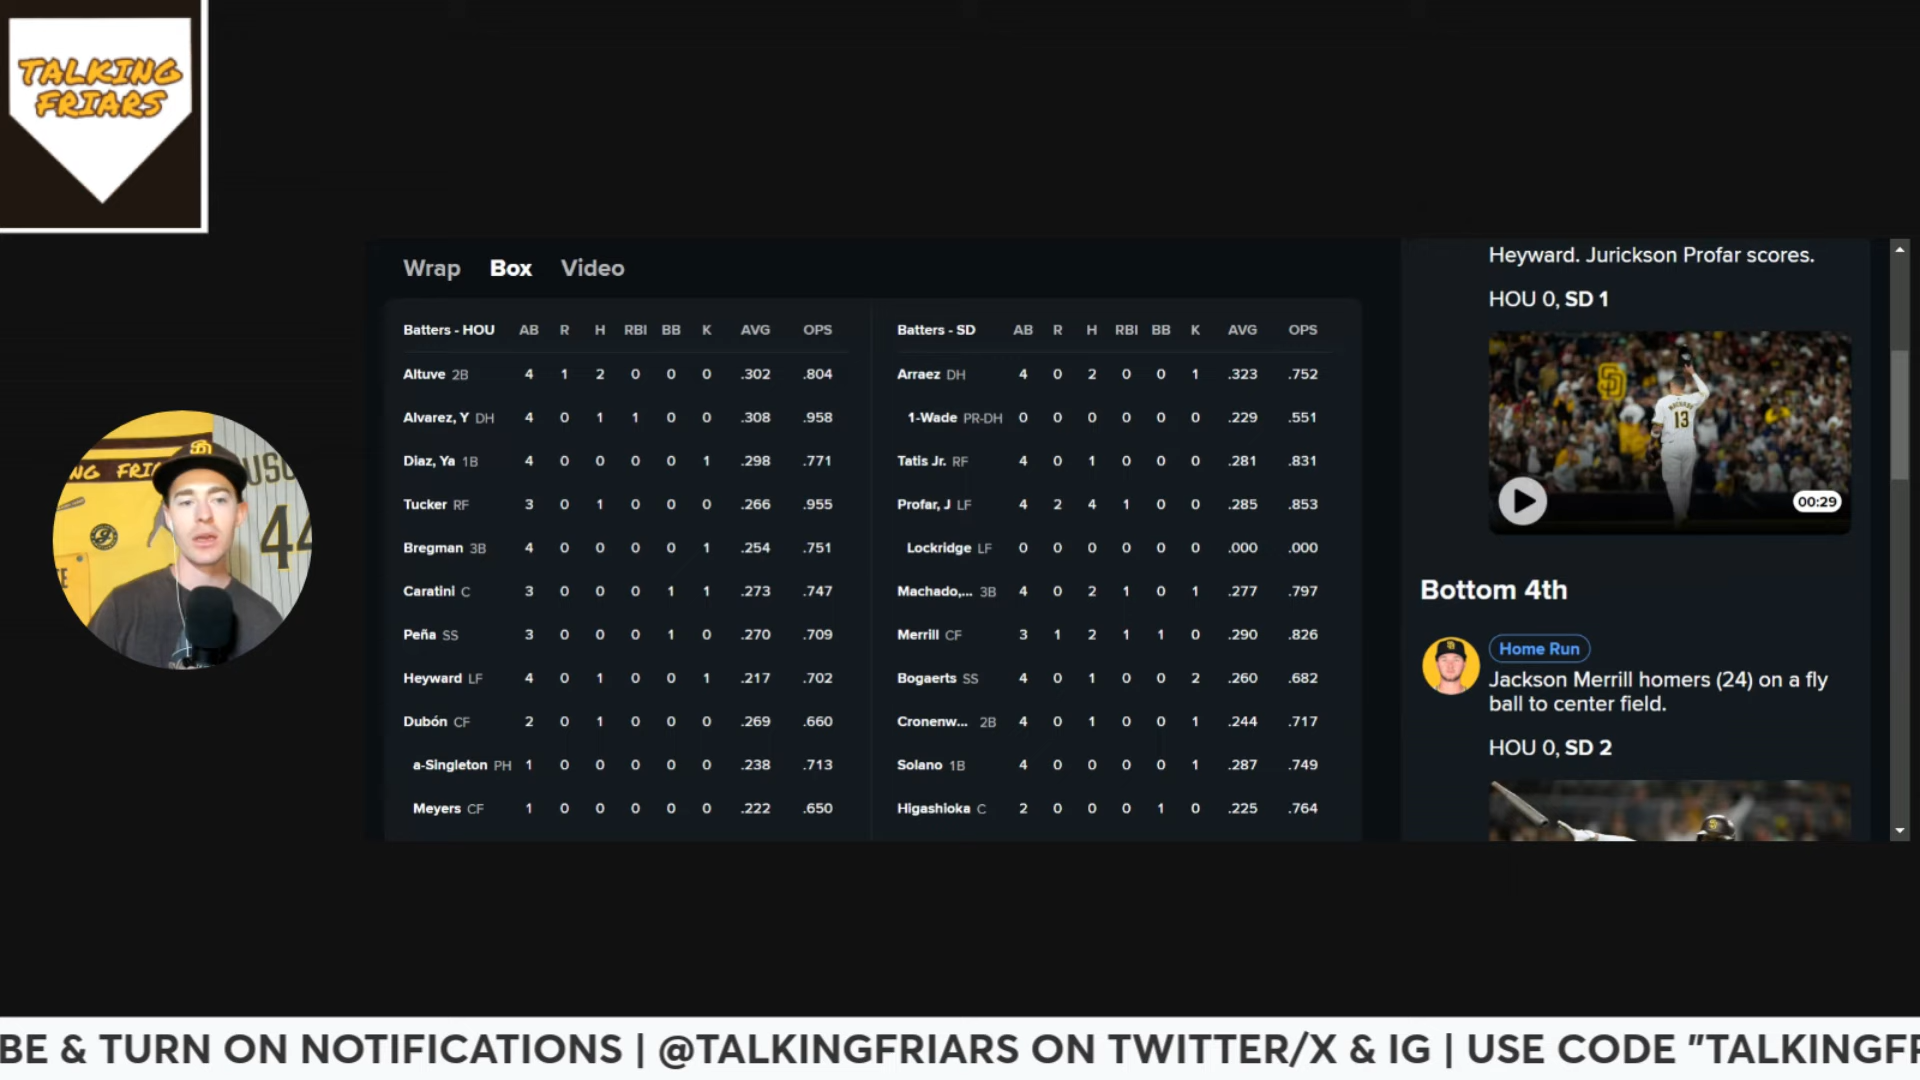 TALKING
FRIARS
Wrap Box Video
Batters - HOU AB R H RBI BB K AVG OPS
Altuve 2B 4 1 2 0 0 0 .302 .804
Alvarez, Y DH 4 0 1 1 0 0 .308 .958
Diaz, Ya 1B 4 0 0 0 0 1 .298 .771
Tucker RF 3 0 1 0 0 0 .266 .955
Bregman 3B 4 0 0 0 0 1 .254 .751
Caratini C 3 0 0 0 1 1 .273 .747
Peña SS 3 0 0 0 1 0 .270 .709
Heyward LF 4 0 1 0 0 1 .217 .702
Dubón CF 2 0 1 0 0 0 .269 .660
a-Singleton PH 1 0 0 0 0 0 .238 .713
Meyers CF 1 0 0 0 0 0 .222 .650
Batters - SD AB R H RBI BB K AVG OPS
Arraez DH 4 0 2 0 0 1 .323 .752
1-Wade PR-DH 0 0 0 0 0 0 .229 .551
Tatis Jr. RF 4 0 1 0 0 0 .281 .831
Profar, J LF 4 2 4 1 0 0 .285 .853
Lockridge LF 0 0 0 0 0 0 .000 .000
Machado,... 3B 4 0 2 1 0 1 .277 .797
Merrill CF 3 1 2 1 1 0 .290 .826
Bogaerts SS 4 0 1 0 0 2 .260 .682
Cronenw... 2B 4 0 1 0 0 1 .244 .717
Solano 1B 4 0 0 0 0 1 .287 .749
Higashioka C 2 0 0 0 1 0 .225 .764
Heyward. Jurickson Profar scores.
HOU 0, SD 1
SD
MACHADO
13
00:29
Bottom 4th
Home Run
Jackson Merrill homers (24) on a fly
ball to center field.
HOU 0, SD 2
NG FRIA
SD
USG
44
BE & TURN ON NOTIFICATIONS | @TALKINGFRIARS ON TWITTER/X & IG | USE CODE "TALKINGFR